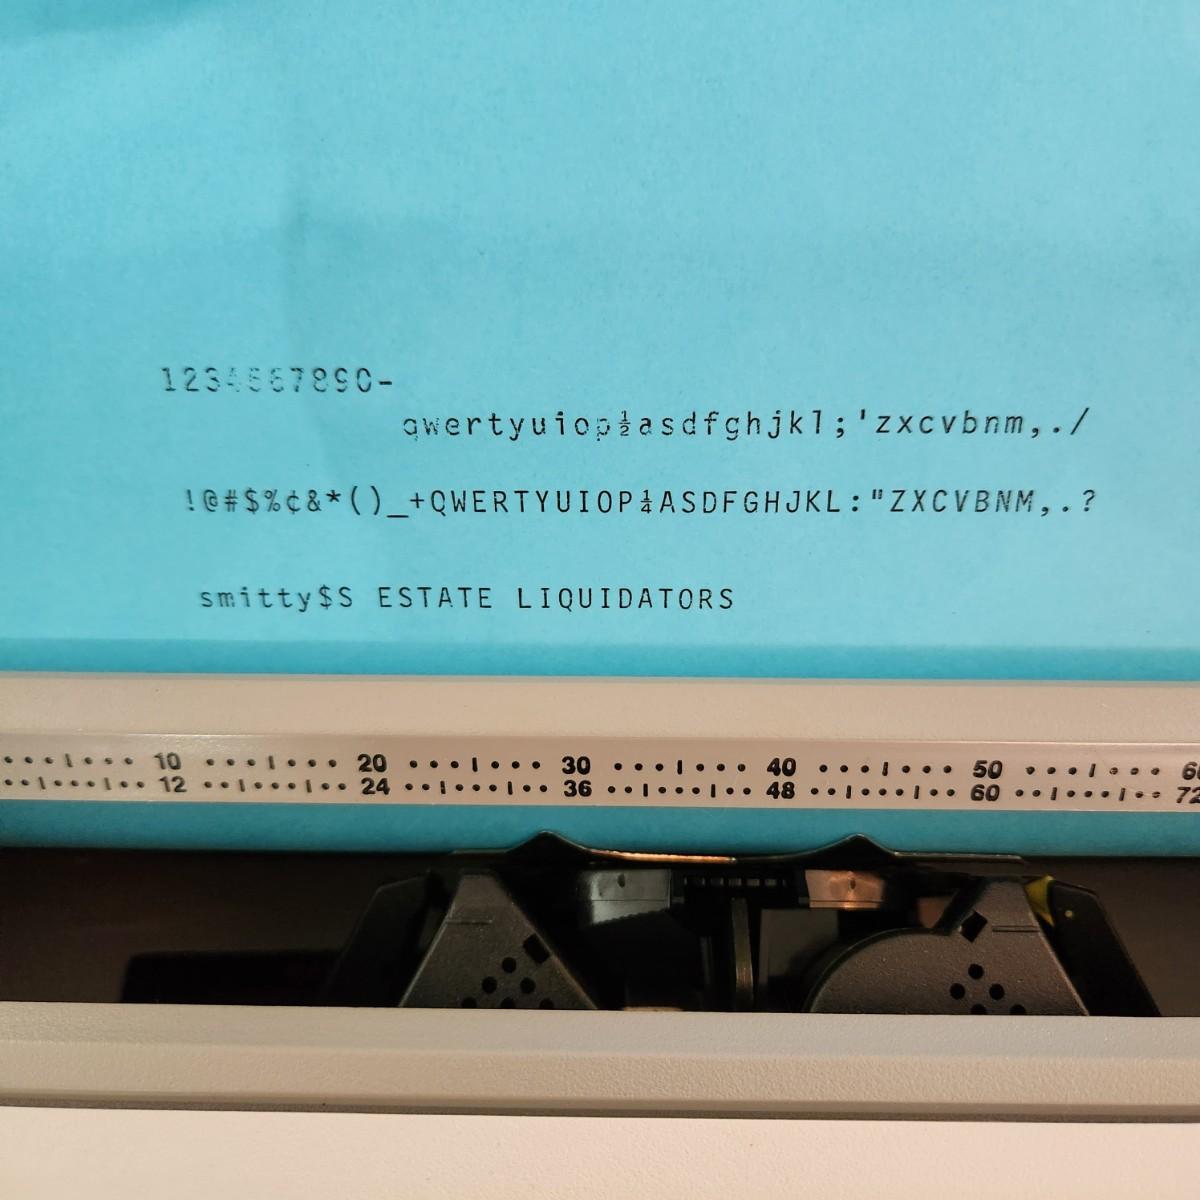 1234567890-
qwertyuiop½asdfghjkl;'zxcvbnm,./
!@#$%¢&*()_+QWERTYUIOP¼ASDFGHJKL:"ZXCVBNM,.?
smitty$S ESTATE LIQUIDATORS
10 20 30 40 50 60
12 24 36 48 60 72